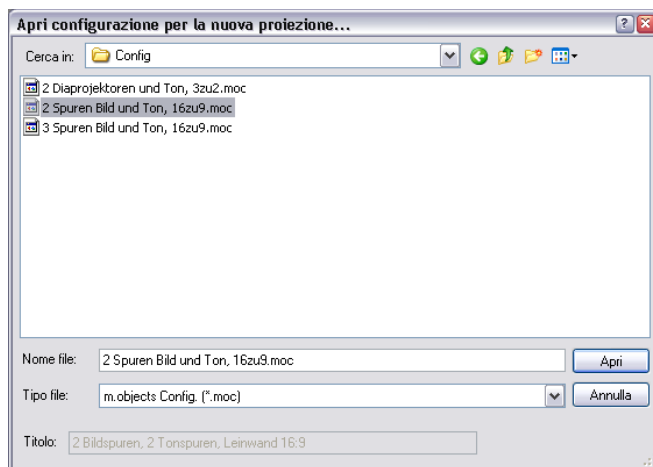 Apri configurazione per la nuova proiezione...
Cerca in: Config
2 Diaprojektoren und Ton, 3zu2.moc
2 Spuren Bild und Ton, 16zu9.moc
3 Spuren Bild und Ton, 16zu9.moc
Nome file: 2 Spuren Bild und Ton, 16zu9.moc Apri
Tipo file: m.objects Config. (*.moc) Annulla
Titolo: 2 Bildspuren, 2 Tonspuren, Leinwand 16:9